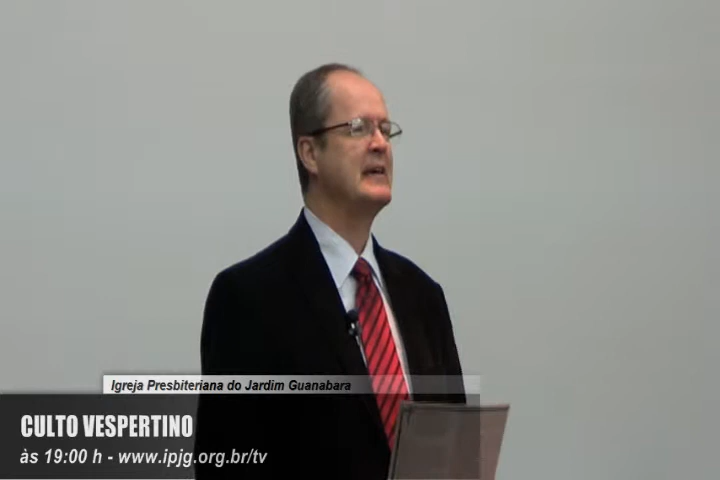 Igreja Presbiteriana do Jardim Guanabara
CULTO VESPERTINO
às 19:00 h - www.ipjg.org.br/tv